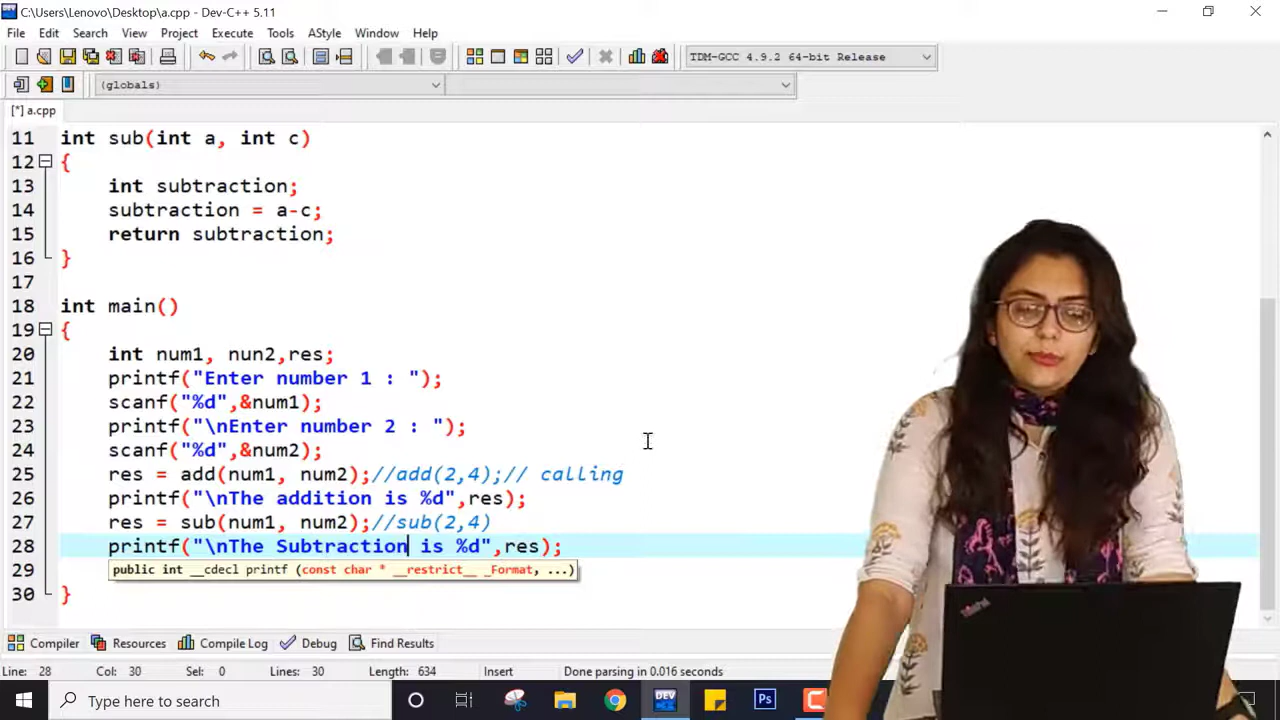 C:\Users\Lenovo\Desktop\a.cpp - Dev-C++ 5.11
File Edit Search View Project Execute Tools AStyle Window Help
TDM-GCC 4.9.2 64-bit Release
(globals)
[*] a.cpp
11 int sub(int a, int c)
12 {
13 int subtraction;
14 subtraction = a-c;
15 return subtraction;
16 }
17
18 int main()
19 {
20 int num1, nun2,res;
21 printf("Enter number 1 : ");
22 scanf("%d",&num1);
23 printf("\nEnter number 2 : ");
24 scanf("%d",&num2);
25 res = add(num1, num2);//add(2,4);// calling
26 printf("\nThe addition is %d",res);
27 res = sub(num1, num2);//sub(2,4)
28 printf("\nThe Subtraction is %d",res);
29 public int __cdecl printf (const char * __restrict__ _Format, ...)
30 }
Compiler Resources Compile Log Debug Find Results
Line: 28 Col: 30 Sel: 0 Lines: 30 Length: 634 Insert Done parsing in 0.016 seconds
Type here to search DEV Ps
ThinkPad